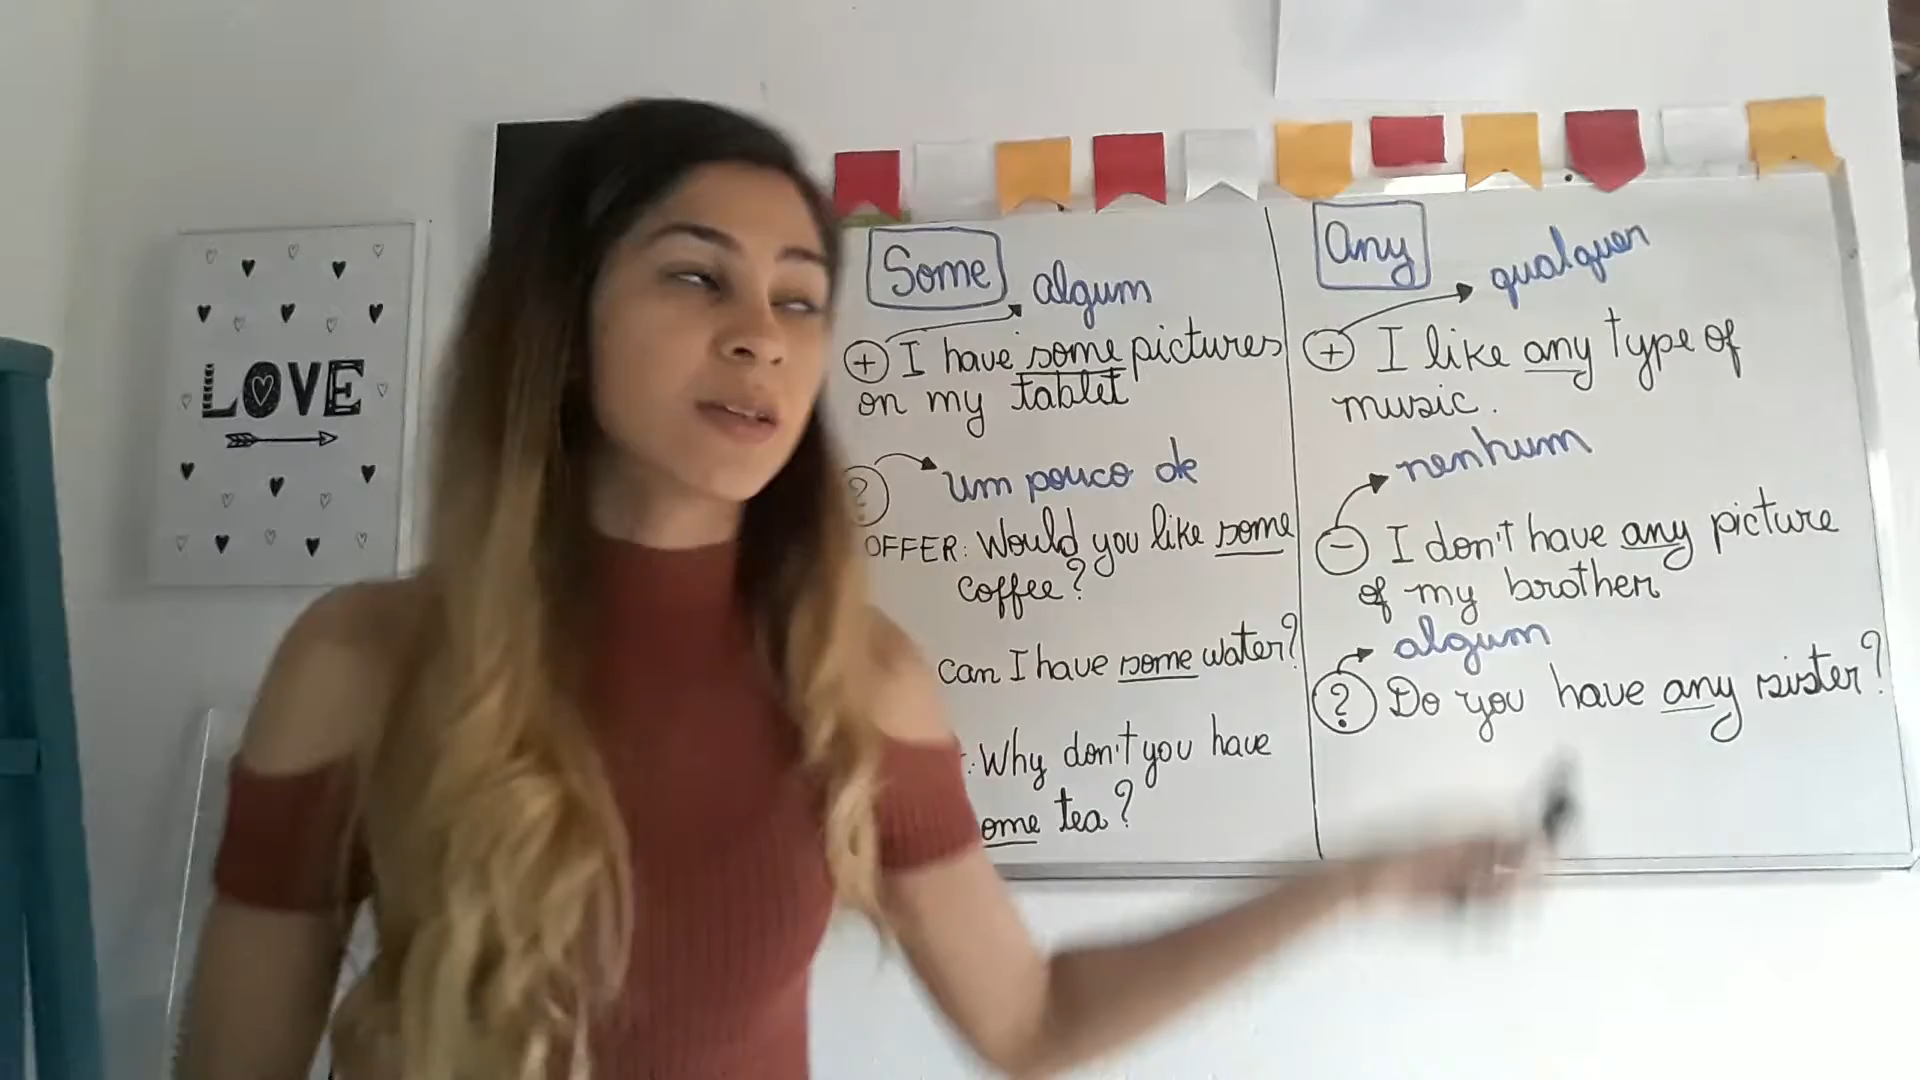 LOVE
Some
algum
+ I have some pictures
on my tablet
? um pouco de
OFFER: Would you like some
coffee?
can I have some water?
: Why don't you have
ome tea?
Any
qualquer
+ I like any type of
music.
nenhum
- I don't have any picture
of my brother
algum
? Do you have any sister?